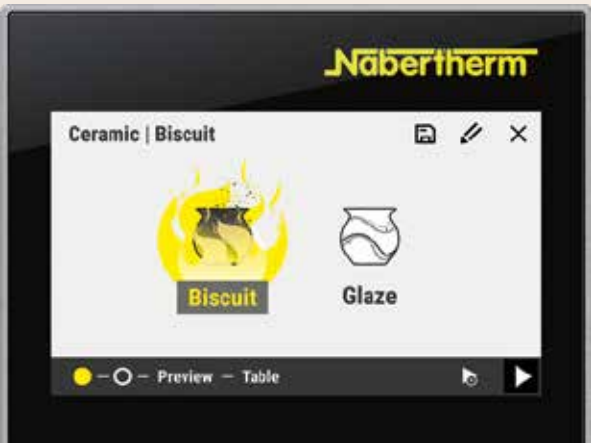 Nabertherm
Ceramic | Biscuit
Biscuit
Glaze
Preview – Table